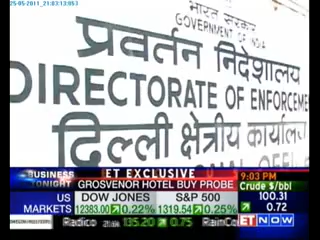 25-05-2011_21:03:13:053
भारत सरकार
GOVERNMENT OF INDIA
प्रवर्तन निदेशालय
DIRECTORATE OF ENFORCEME
दिल्ली क्षेत्रीय कार्यालय
BUSINESS TONIGHT
ET EXCLUSIVE
9:03 PM
GROSVENOR HOTEL BUY PROBE
Crude $/bbl
US MARKETS
DOW JONES
S&P 500
100.31
12383.00 0.22%
1319.54 0.25%
0.72
Radico
135.20
0.75
ET NOW